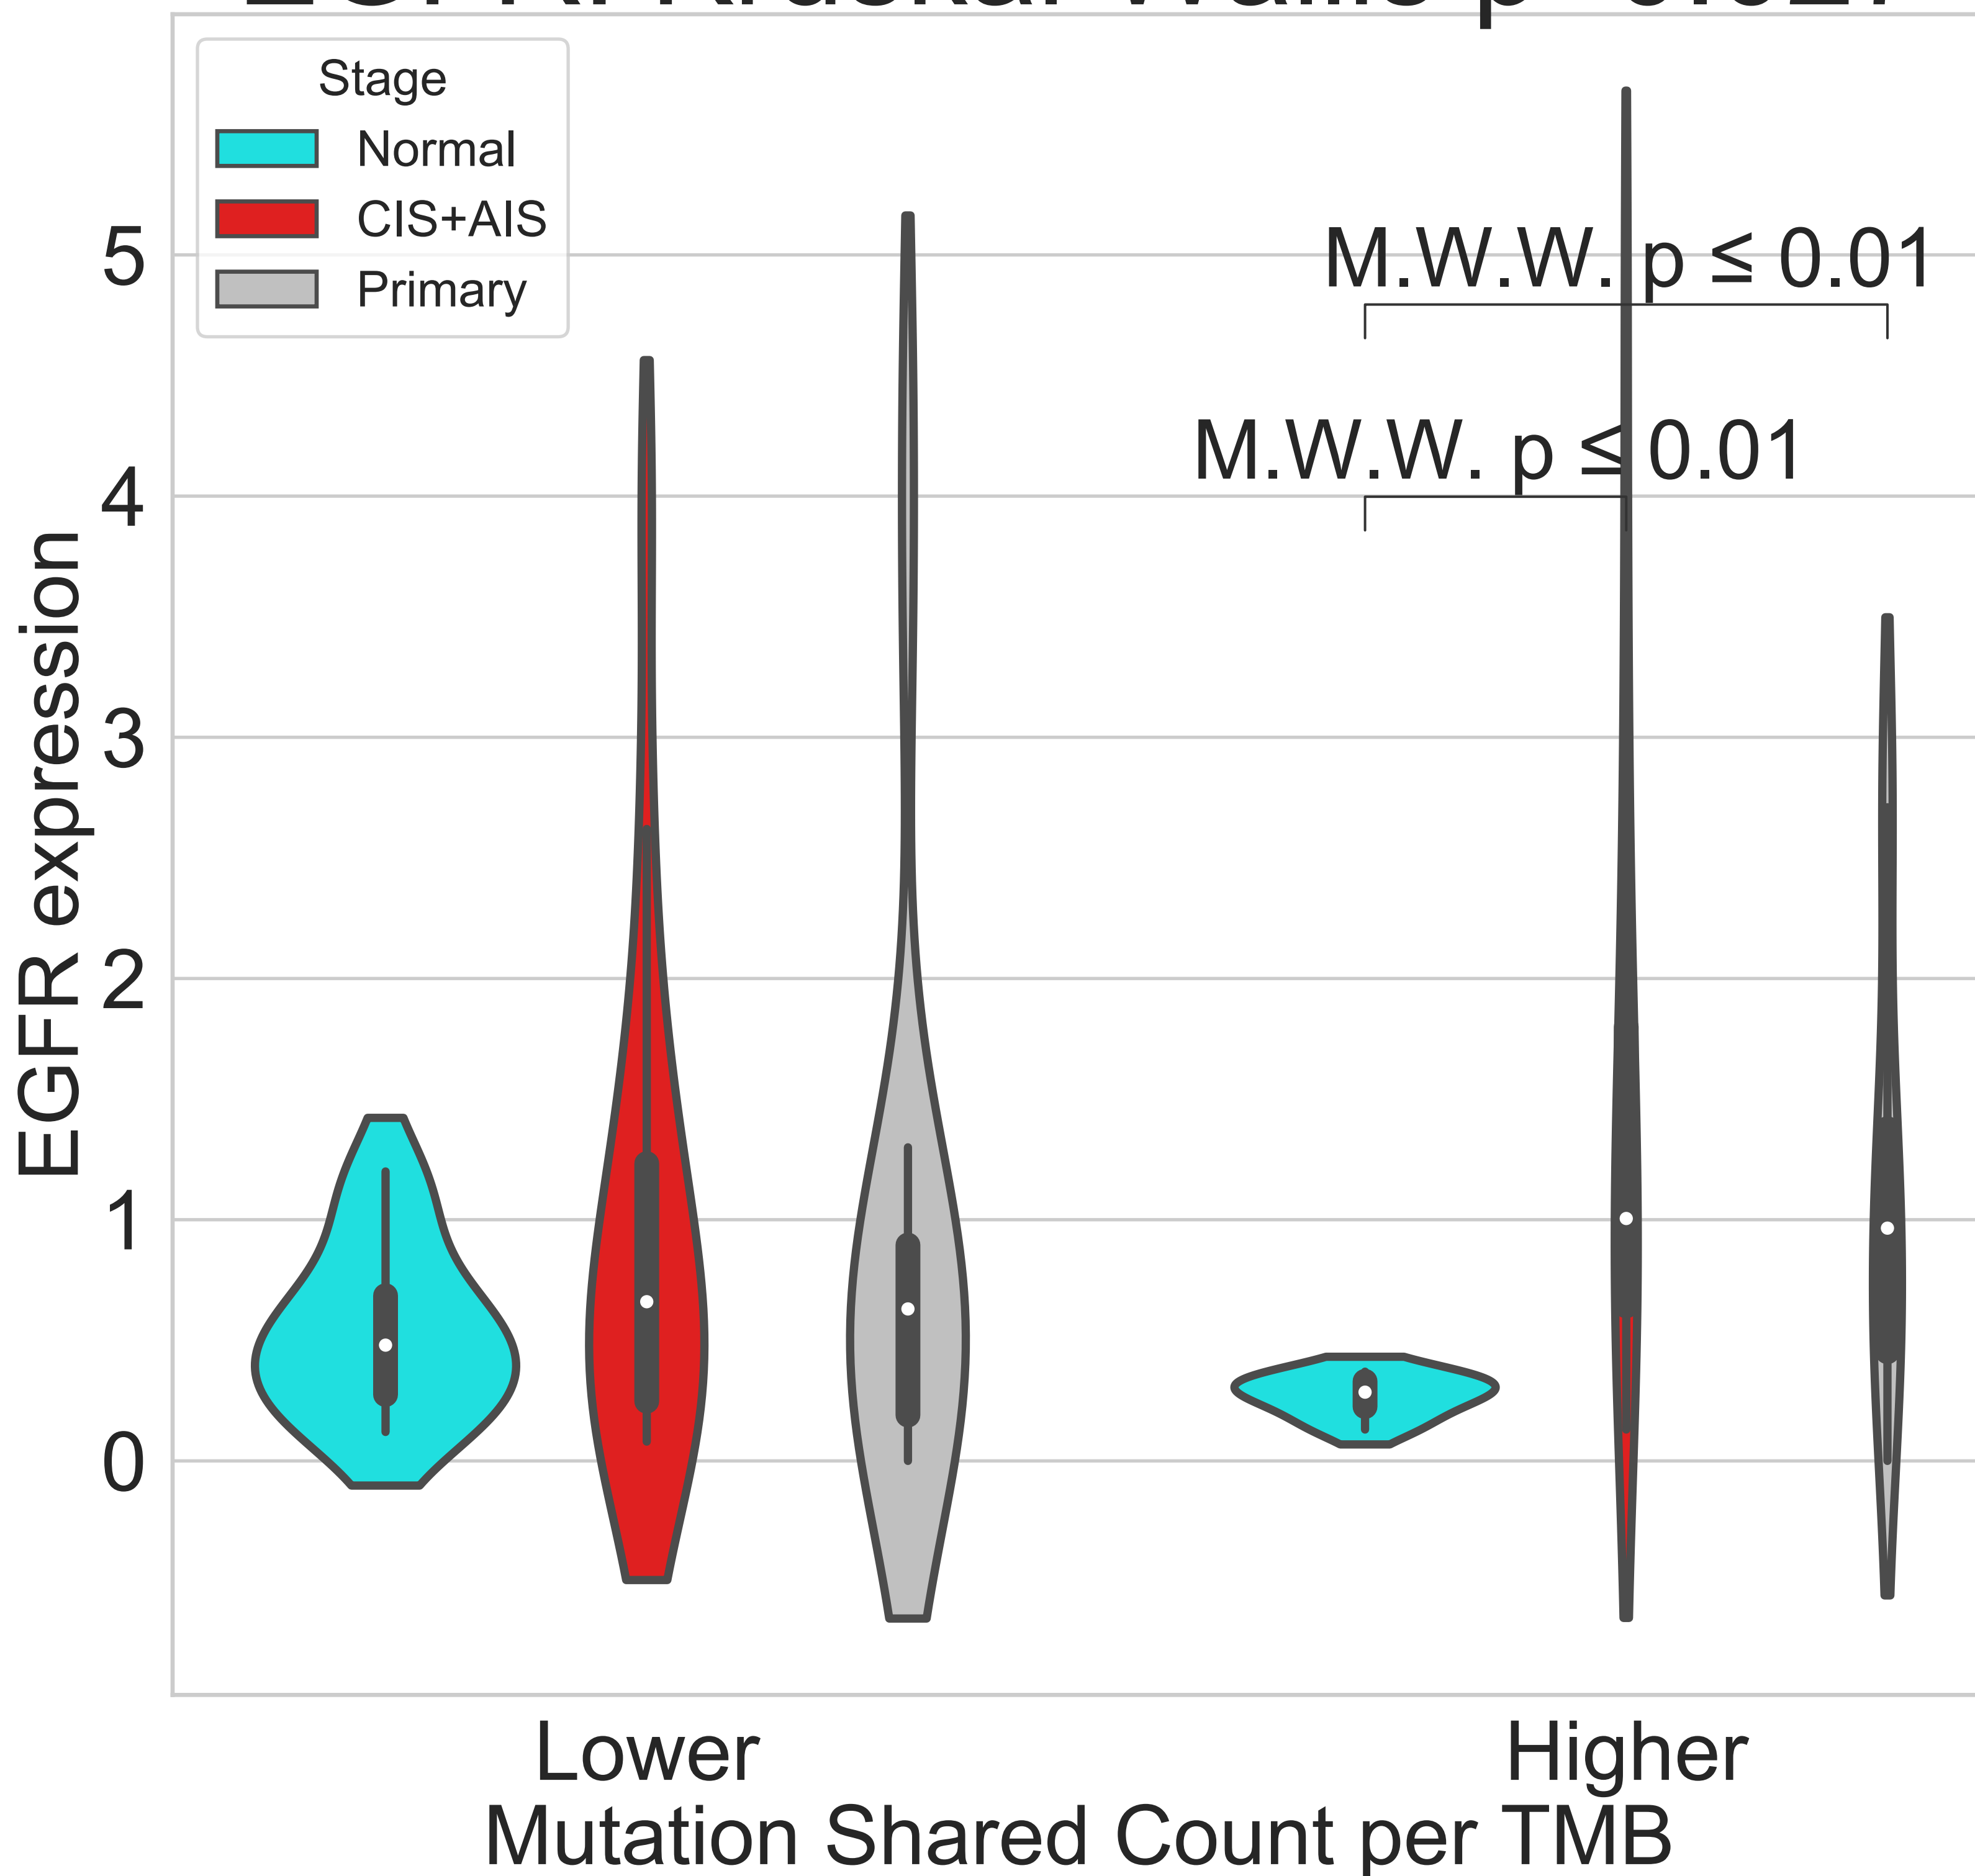 Stage
Normal
CIS+AIS
Primary
M.W.W. p ≤ 0.01
M.W.W. p ≤ 0.01
5
4
3
2
1
0
EGFR expression
Lower
Higher
Mutation Shared Count per TMB